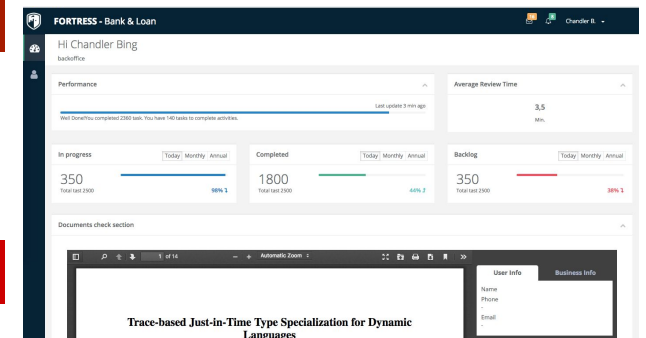 FORTRESS - Bank & Loan
Chandler B.
Hi Chandler Bing
backoffice
Performance
Last update 3 mn ago
Well Done!You completed 2360 task. You have 140 tasks to complete activities.
Average Review Time
3,5
Min.
In progress
Today Monthly Annual
350
Total tast 2500
98%
Completed
Today Monthly Annual
1800
Total tast 2500
44%
Backlog
Today Monthly Annual
350
Total tast 2500
38%
Documents check section
1 of 14
Automatic Zoom
User Info
Business Info
Name
Phone
-
Email
-
Trace-based Just-in-Time Type Specialization for Dynamic
Languages